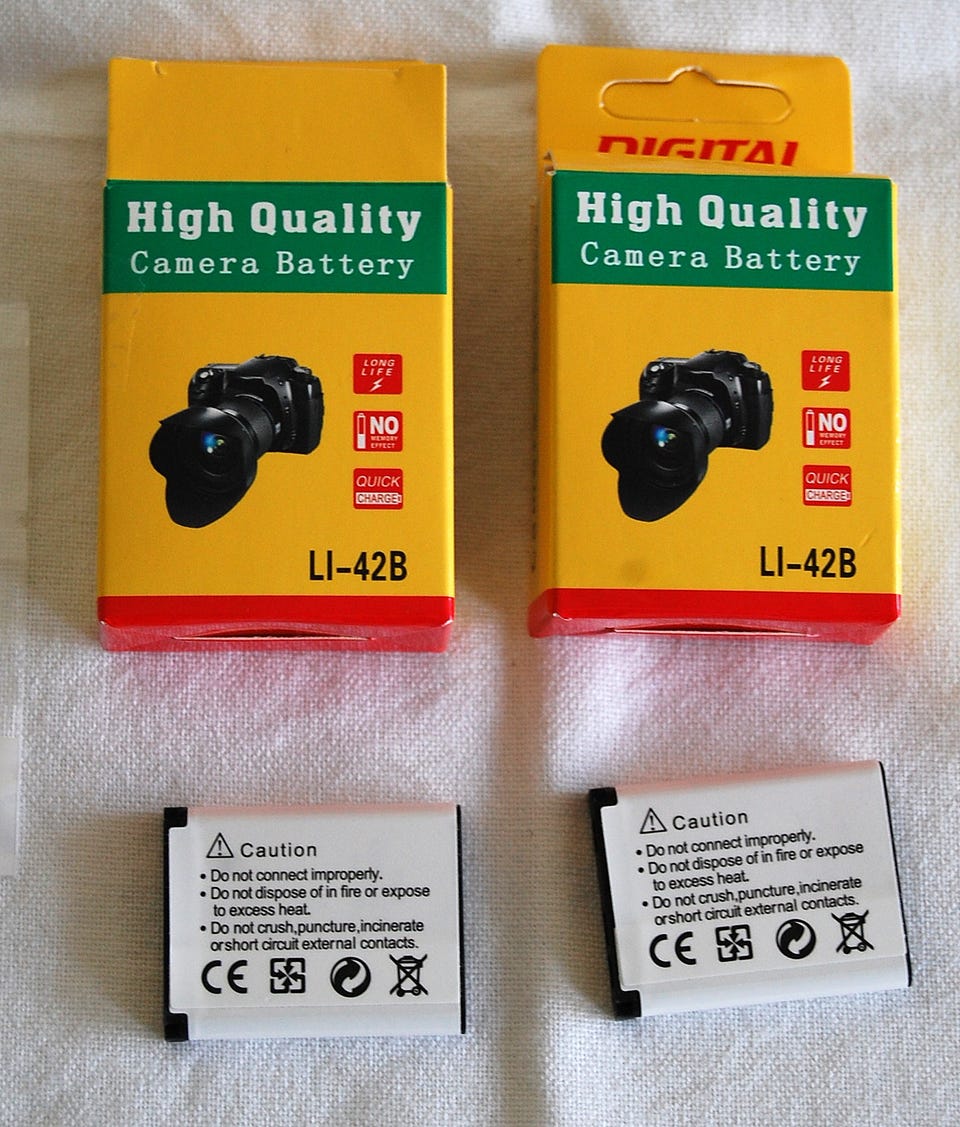 High Quality
Camera Battery
LONG
LIFE
NO
MEMORY
EFFECT
QUICK
CHARGE
LI-42B
DIGITAL
High Quality
Camera Battery
LONG
LIFE
NO
MEMORY
EFFECT
QUICK
CHARGE
LI-42B
Caution
• Do not connect improperly.
• Do not dispose of in fire or expose
to excess heat.
• Do not crush,puncture,incinerate
orshort circuit external contacts.
CE
Caution
• Do not connect improperly.
• Do not dispose of in fire or expose
to excess heat.
• Do not crush,puncture,incinerate
orshort circuit external contacts.
CE